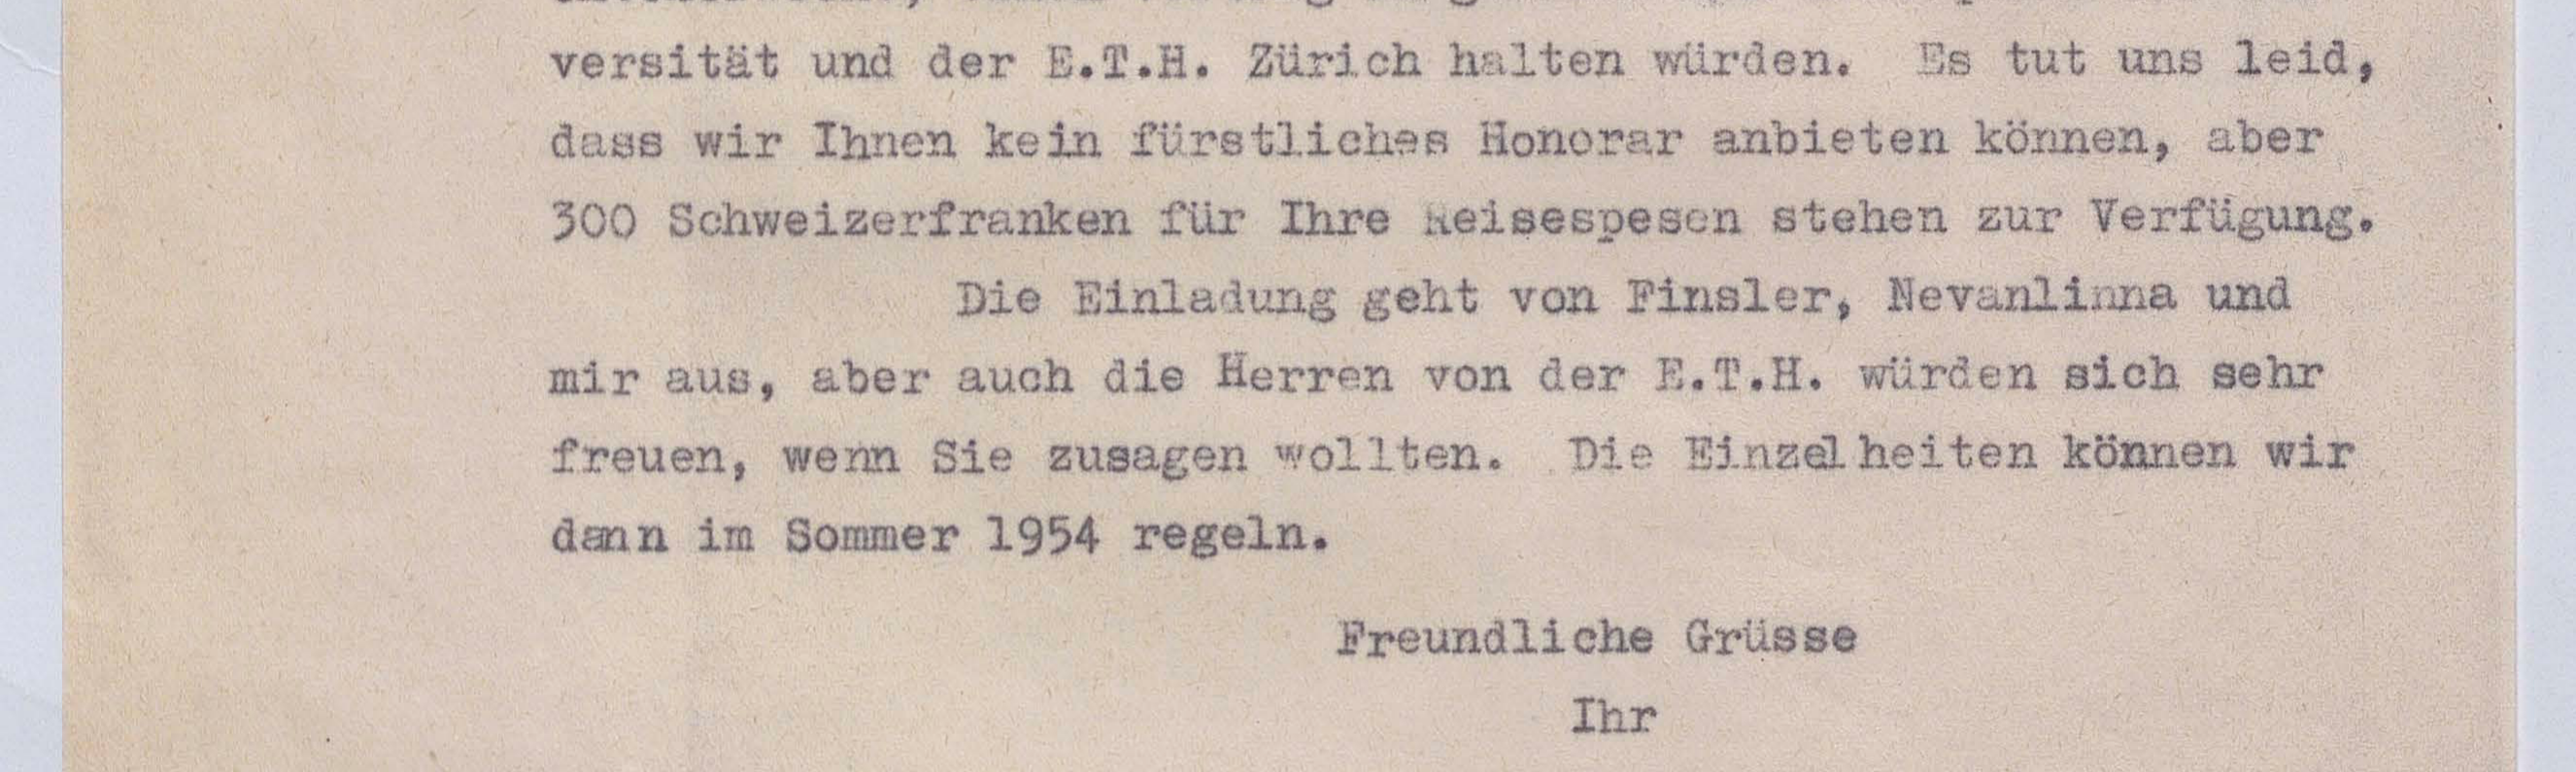 versität und der E.T.H. Zürich halten würden. Es tut uns leid,
dass wir Ihnen kein fürstliches Honorar anbieten können, aber
300 Schweizerfranken für Ihre Reisespesen stehen zur Verfügung.
Die Einladung geht von Finsler, Nevanlinna und
mir aus, aber auch die Herren von der E.T.H. würden sich sehr
freuen, wenn Sie zusagen wollten. Die Einzelheiten können wir
dann im Sommer 1954 regeln.
Freundliche Grüsse
Ihr